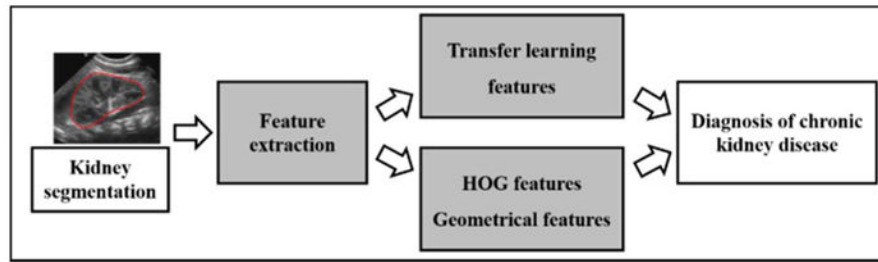 Kidney
segmentation
Feature
extraction
Transfer learning
features
HOG features
Geometrical features
Diagnosis of chronic
kidney disease